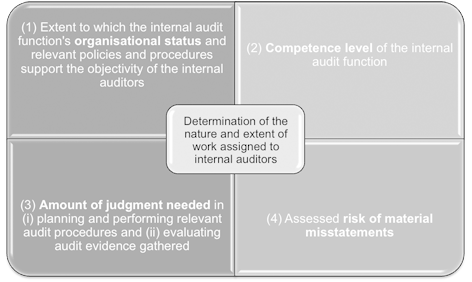 (1) Extent to which the internal audit
function's organisational status and
relevant policies and procedures
support the objectivity of the internal
auditors
(2) Competence level of the internal
audit function
Determination of the
nature and extent of
work assigned to
internal auditors
(3) Amount of judgment needed in
(i) planning and performing relevant
audit procedures and (ii) evaluating
audit evidence gathered
(4) Assessed risk of material
misstatements